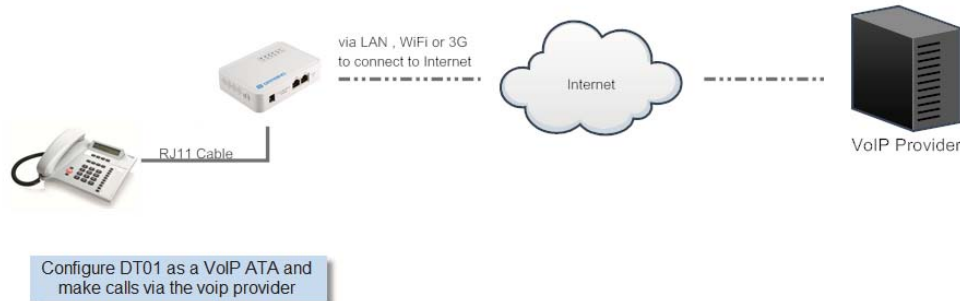 via LAN , WiFi or 3G
to connect to Internet
Internet
VoIP Provider
RJ11 Cable
Configure DT01 as a VoIP ATA and
make calls via the voip provider